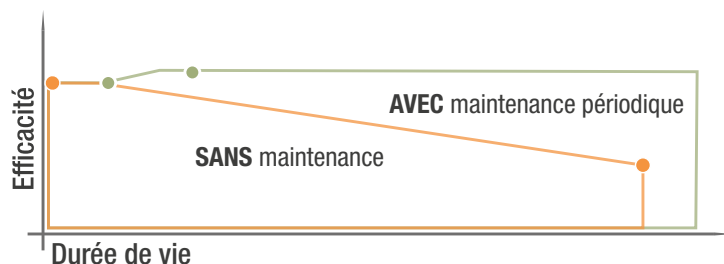 Efficacité
AVEC maintenance périodique
SANS maintenance
Durée de vie